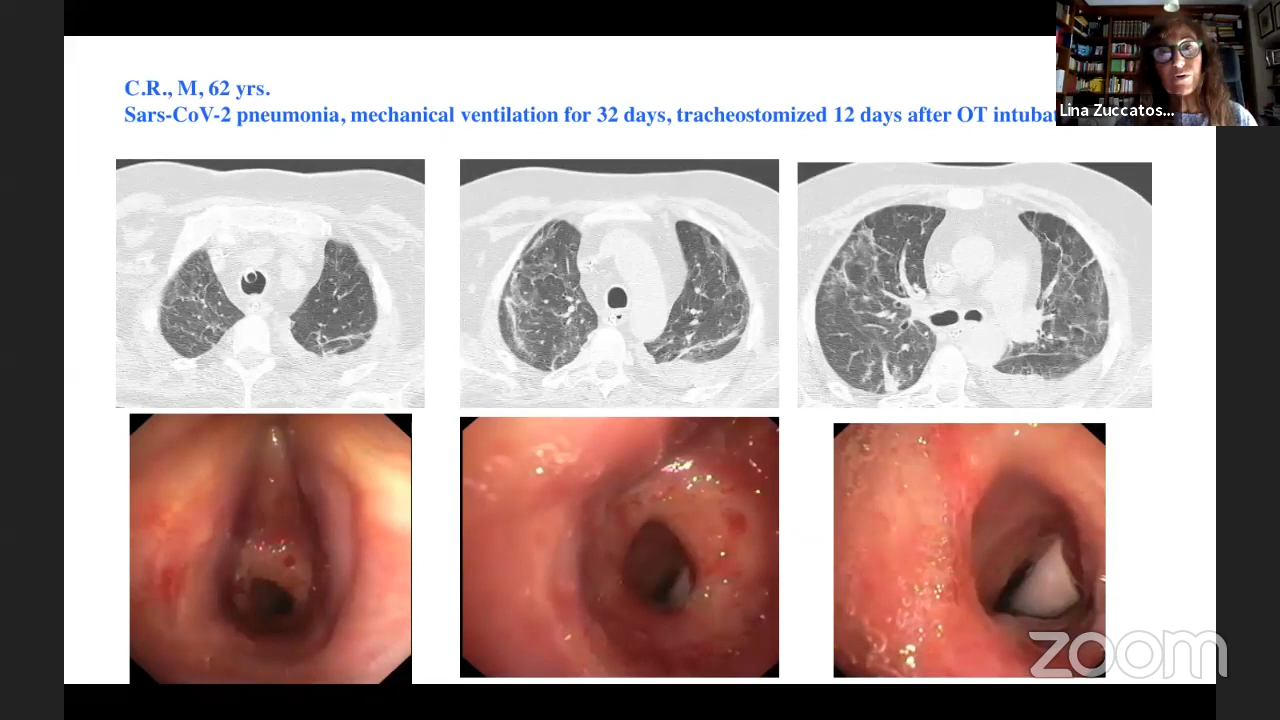 C.R., M, 62 yrs.
Sars-CoV-2 pneumonia, mechanical ventilation for 32 days, tracheostomized 12 days after OT
Lina Zuccatos...
zoom